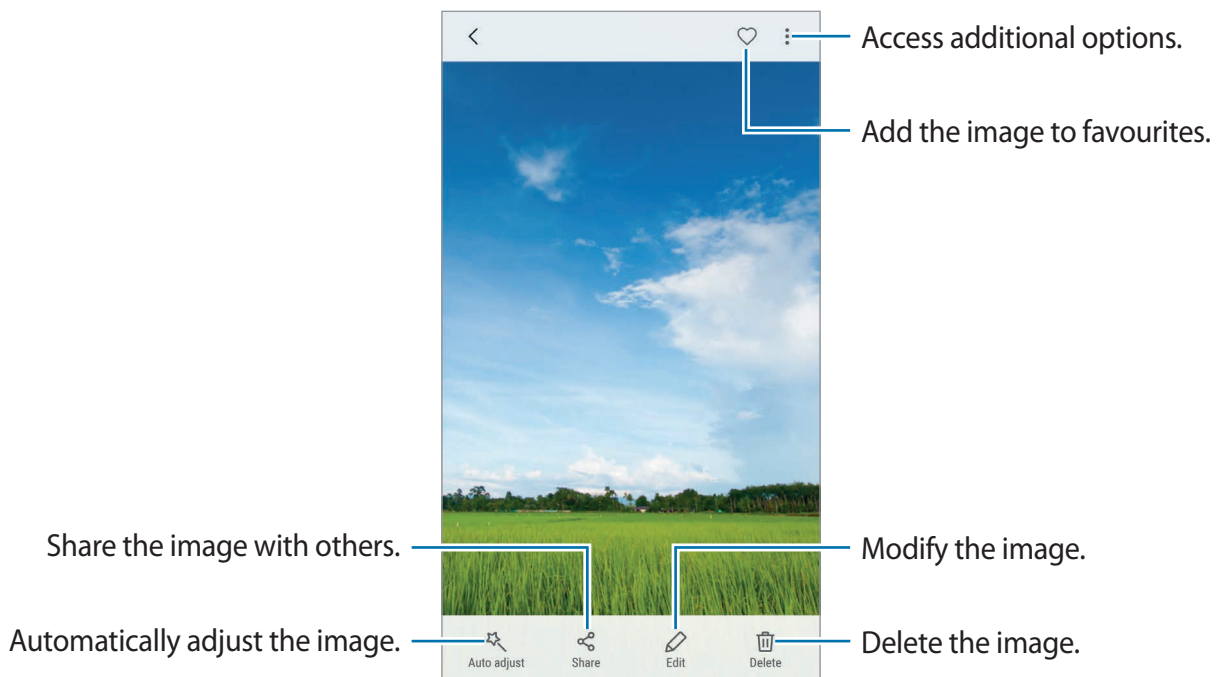 Access additional options.
Add the image to favourites.
Share the image with others.
Modify the image.
Automatically adjust the image.
Delete the image.
Auto adjust
Share
Edit
Delete